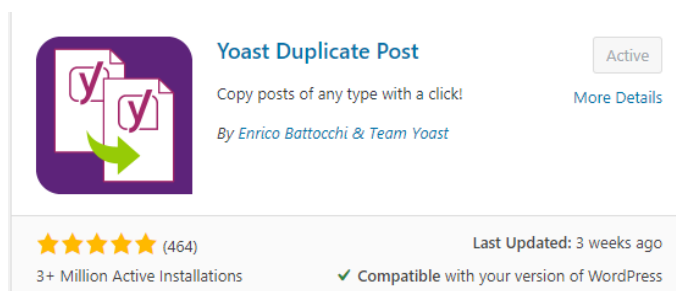 Yoast Duplicate Post
Active
Copy posts of any type with a click!
More Details
By Enrico Battocchi & Team Yoast
(464)
Last Updated: 3 weeks ago
3+ Million Active Installations
Compatible with your version of WordPress